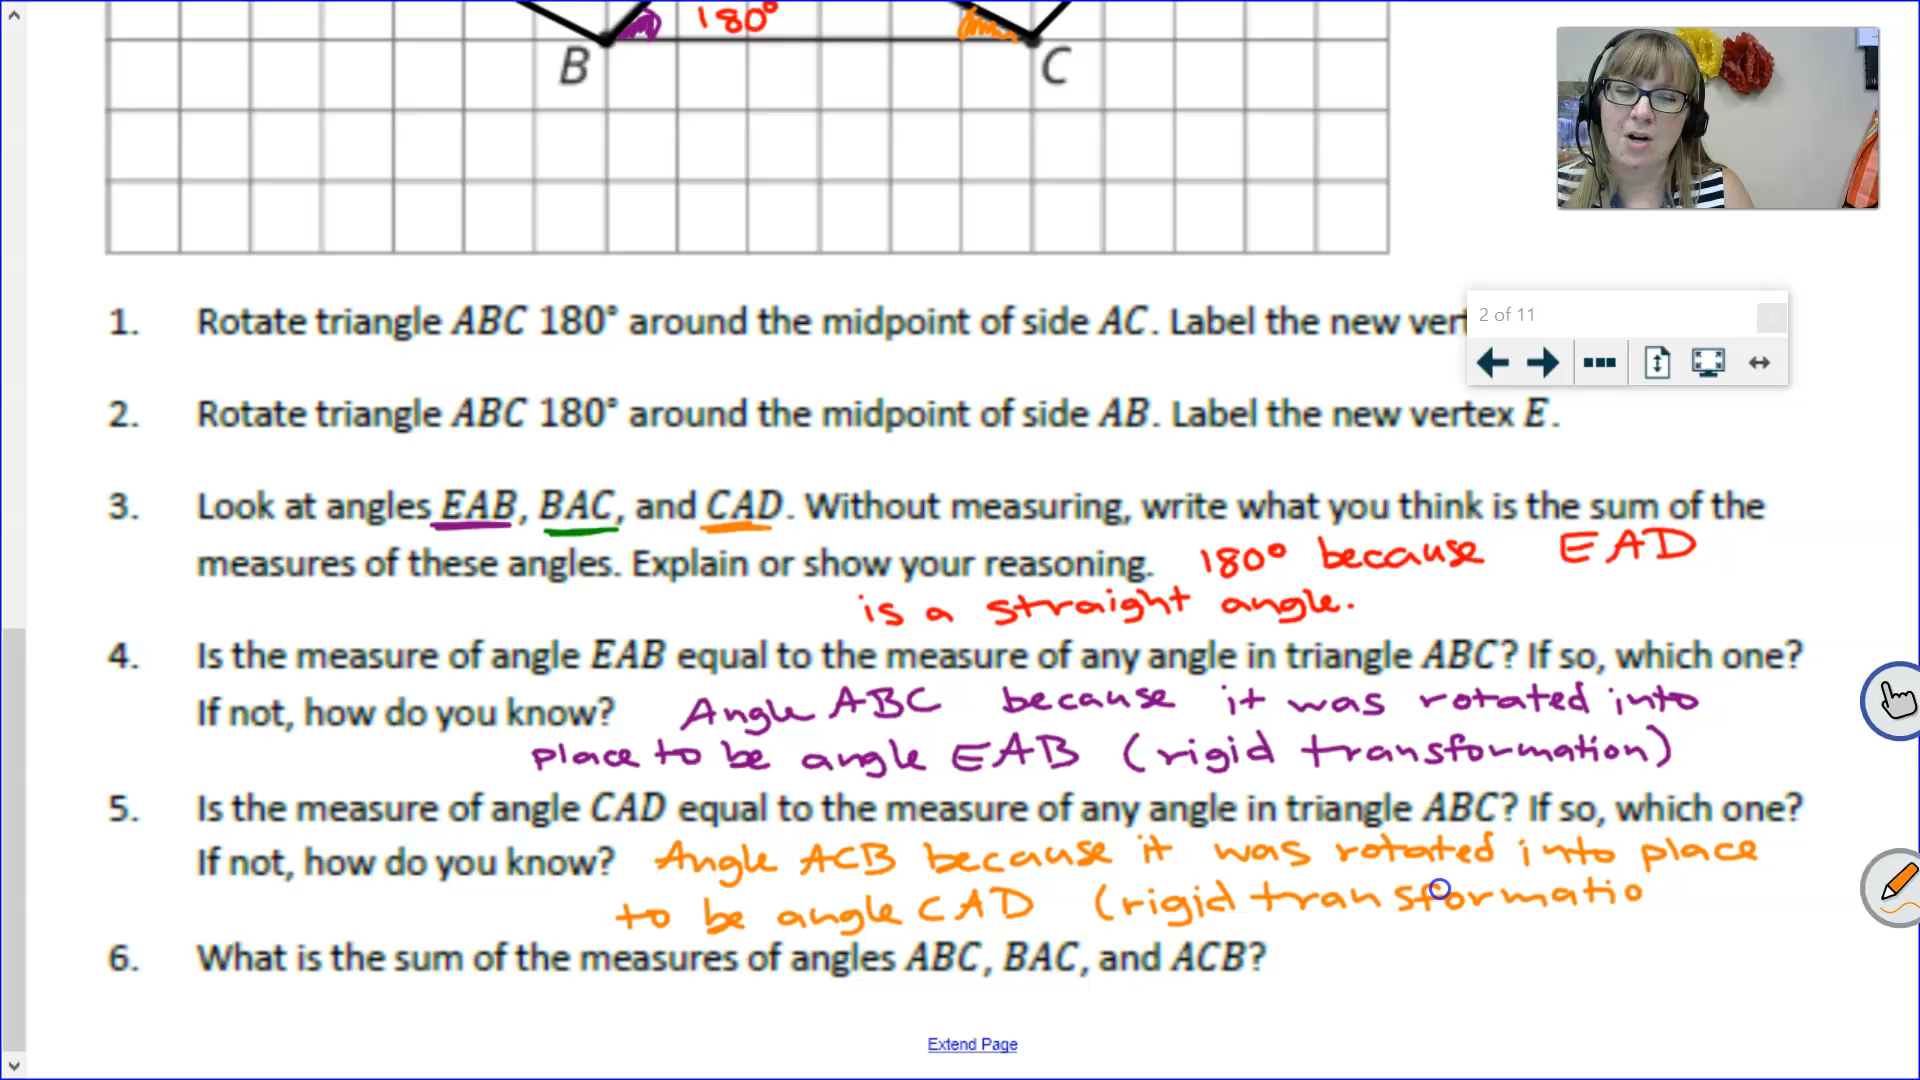 180°
B
C
1. Rotate triangle ABC 180° around the midpoint of side AC. Label the new vert
2 of 11
2. Rotate triangle ABC 180° around the midpoint of side AB. Label the new vertex E.
3. Look at angles EAB, BAC, and CAD. Without measuring, write what you think is the sum of the
measures of these angles. Explain or show your reasoning. 180° because EAD
is a straight angle.
4. Is the measure of angle EAB equal to the measure of any angle in triangle ABC? If so, which one?
If not, how do you know? Angle ABC because it was rotated into
place to be angle EAB (rigid transformation)
5. Is the measure of angle CAD equal to the measure of any angle in triangle ABC? If so, which one?
If not, how do you know? Angle ACB because it was rotated into place
to be angle CAD (rigid transformatio
6. What is the sum of the measures of angles ABC, BAC, and ACB?
Extend Page